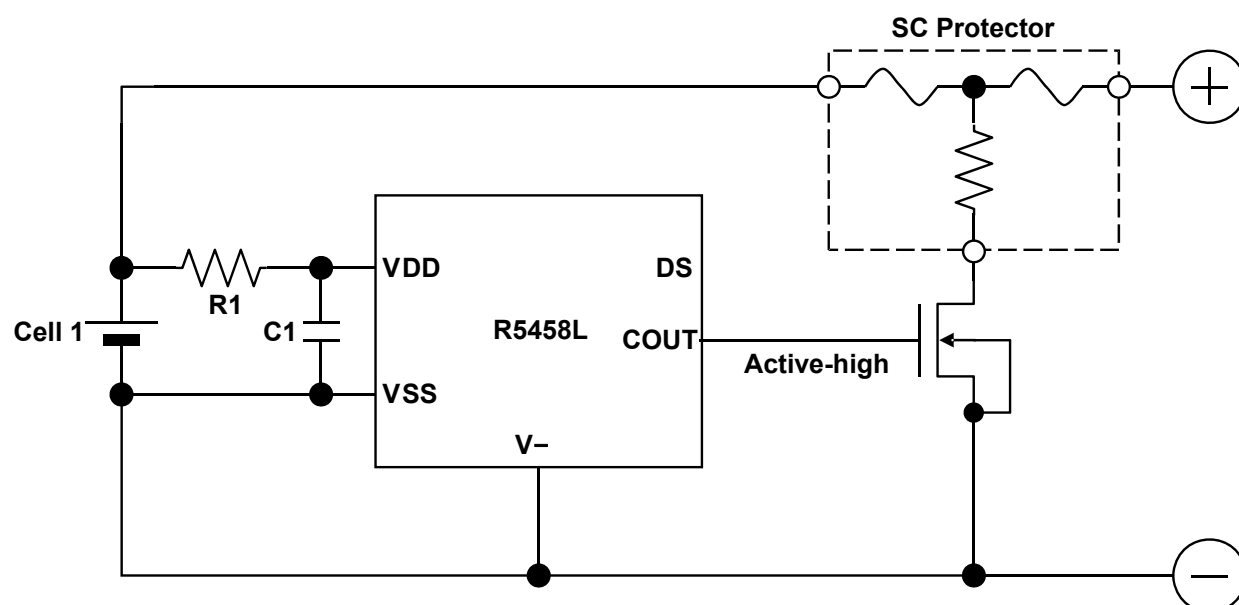 SC Protector
+
VDD
DS
R1
Cell 1
C1
R5458L
COUT
Active-high
VSS
V–
−